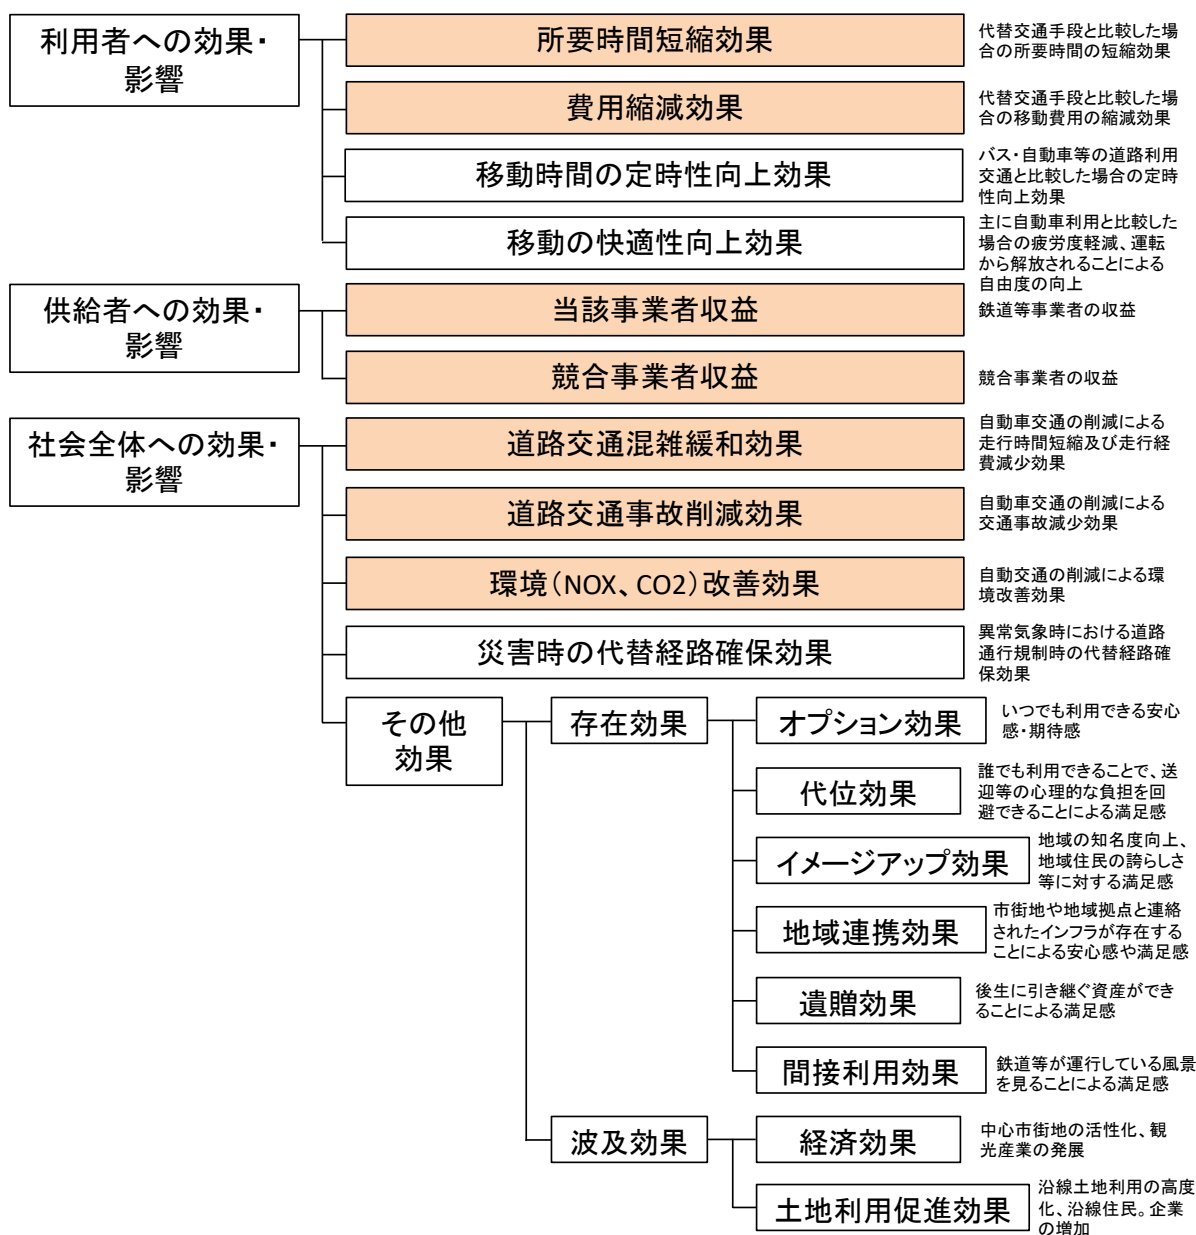 利用者への効果・
影響
所要時間短縮効果
代替交通手段と比較した場
合の所要時間の短縮効果
費用縮減効果
代替交通手段と比較した場
合の移動費用の縮減効果
移動時間の定時性向上効果
バス・自動車等の道路利用
交通と比較した場合の定時
性向上効果
移動の快適性向上効果
主に自動車利用と比較した
場合の疲労度軽減、運転
から解放されることによる
自由度の向上
供給者への効果・
影響
当該事業者収益
鉄道等事業者の収益
競合事業者収益
競合事業者の収益
社会全体への効果・
影響
道路交通混雑緩和効果
自動車交通の削減による
走行時間短縮及び走行経
費減少効果
道路交通事故削減効果
自動車交通の削減による
交通事故減少効果
環境（NOX、CO2）改善効果
自動交通の削減による環
境改善効果
災害時の代替経路確保効果
異常気象時における道路
通行規制時の代替経路確
保効果
その他
効果
存在効果
オプション効果
いつでも利用できる安心
感・期待感
代位効果
誰でも利用できることで、送
迎等の心理的な負担を回
避できることによる満足感
イメージアップ効果
地域の知名度向上、
地域住民の誇らしさ
等に対する満足感
地域連携効果
市街地や地域拠点と連絡
されたインフラが存在する
ことによる安心感や満足感
遺贈効果
後生に引き継ぐ資産ができ
ることによる満足感
間接利用効果
鉄道等が運行している風景
を見ることによる満足感
波及効果
経済効果
中心市街地の活性化、観
光産業の発展
土地利用促進効果
沿線土地利用の高度
化、沿線住民。企業
の増加